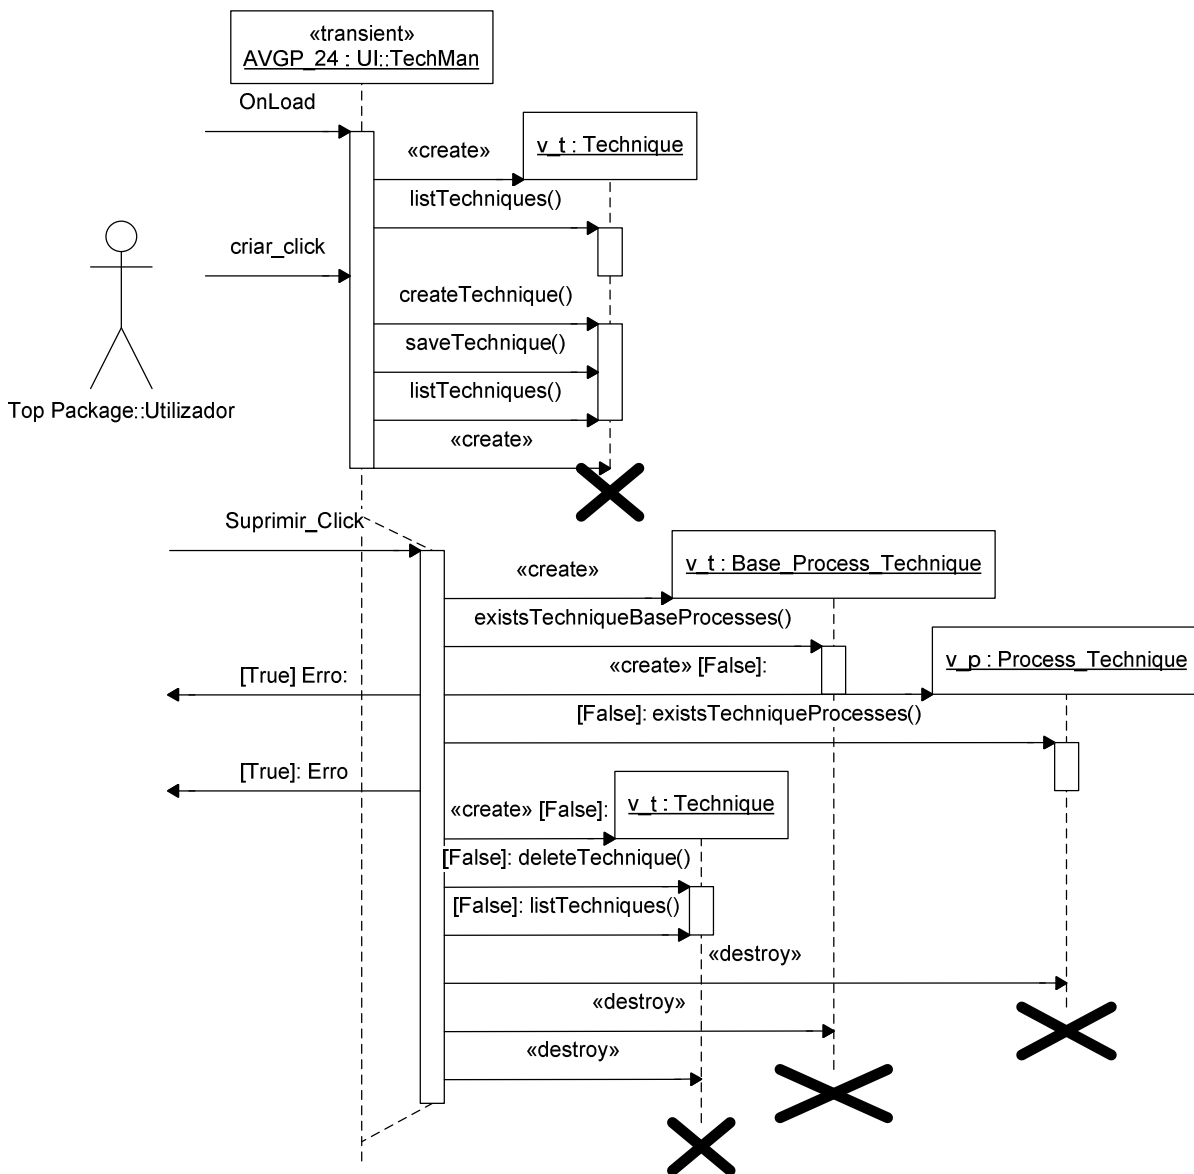 «transient»
AVGP_24 : UI::TechMan
OnLoad
v_t : Technique
«create»
listTechniques()
criar_click
createTechnique()
saveTechnique()
listTechniques()
Top Package::Utilizador
«create»
Suprimir_Click
v_t : Base_Process_Technique
«create»
existsTechniqueBaseProcesses()
«create» [False]:
v_p : Process_Technique
[True] Erro:
[False]: existsTechniqueProcesses()
[True]: Erro
v_t : Technique
«create» [False]:
[False]: deleteTechnique()
[False]: listTechniques()
«destroy»
«destroy»
«destroy»